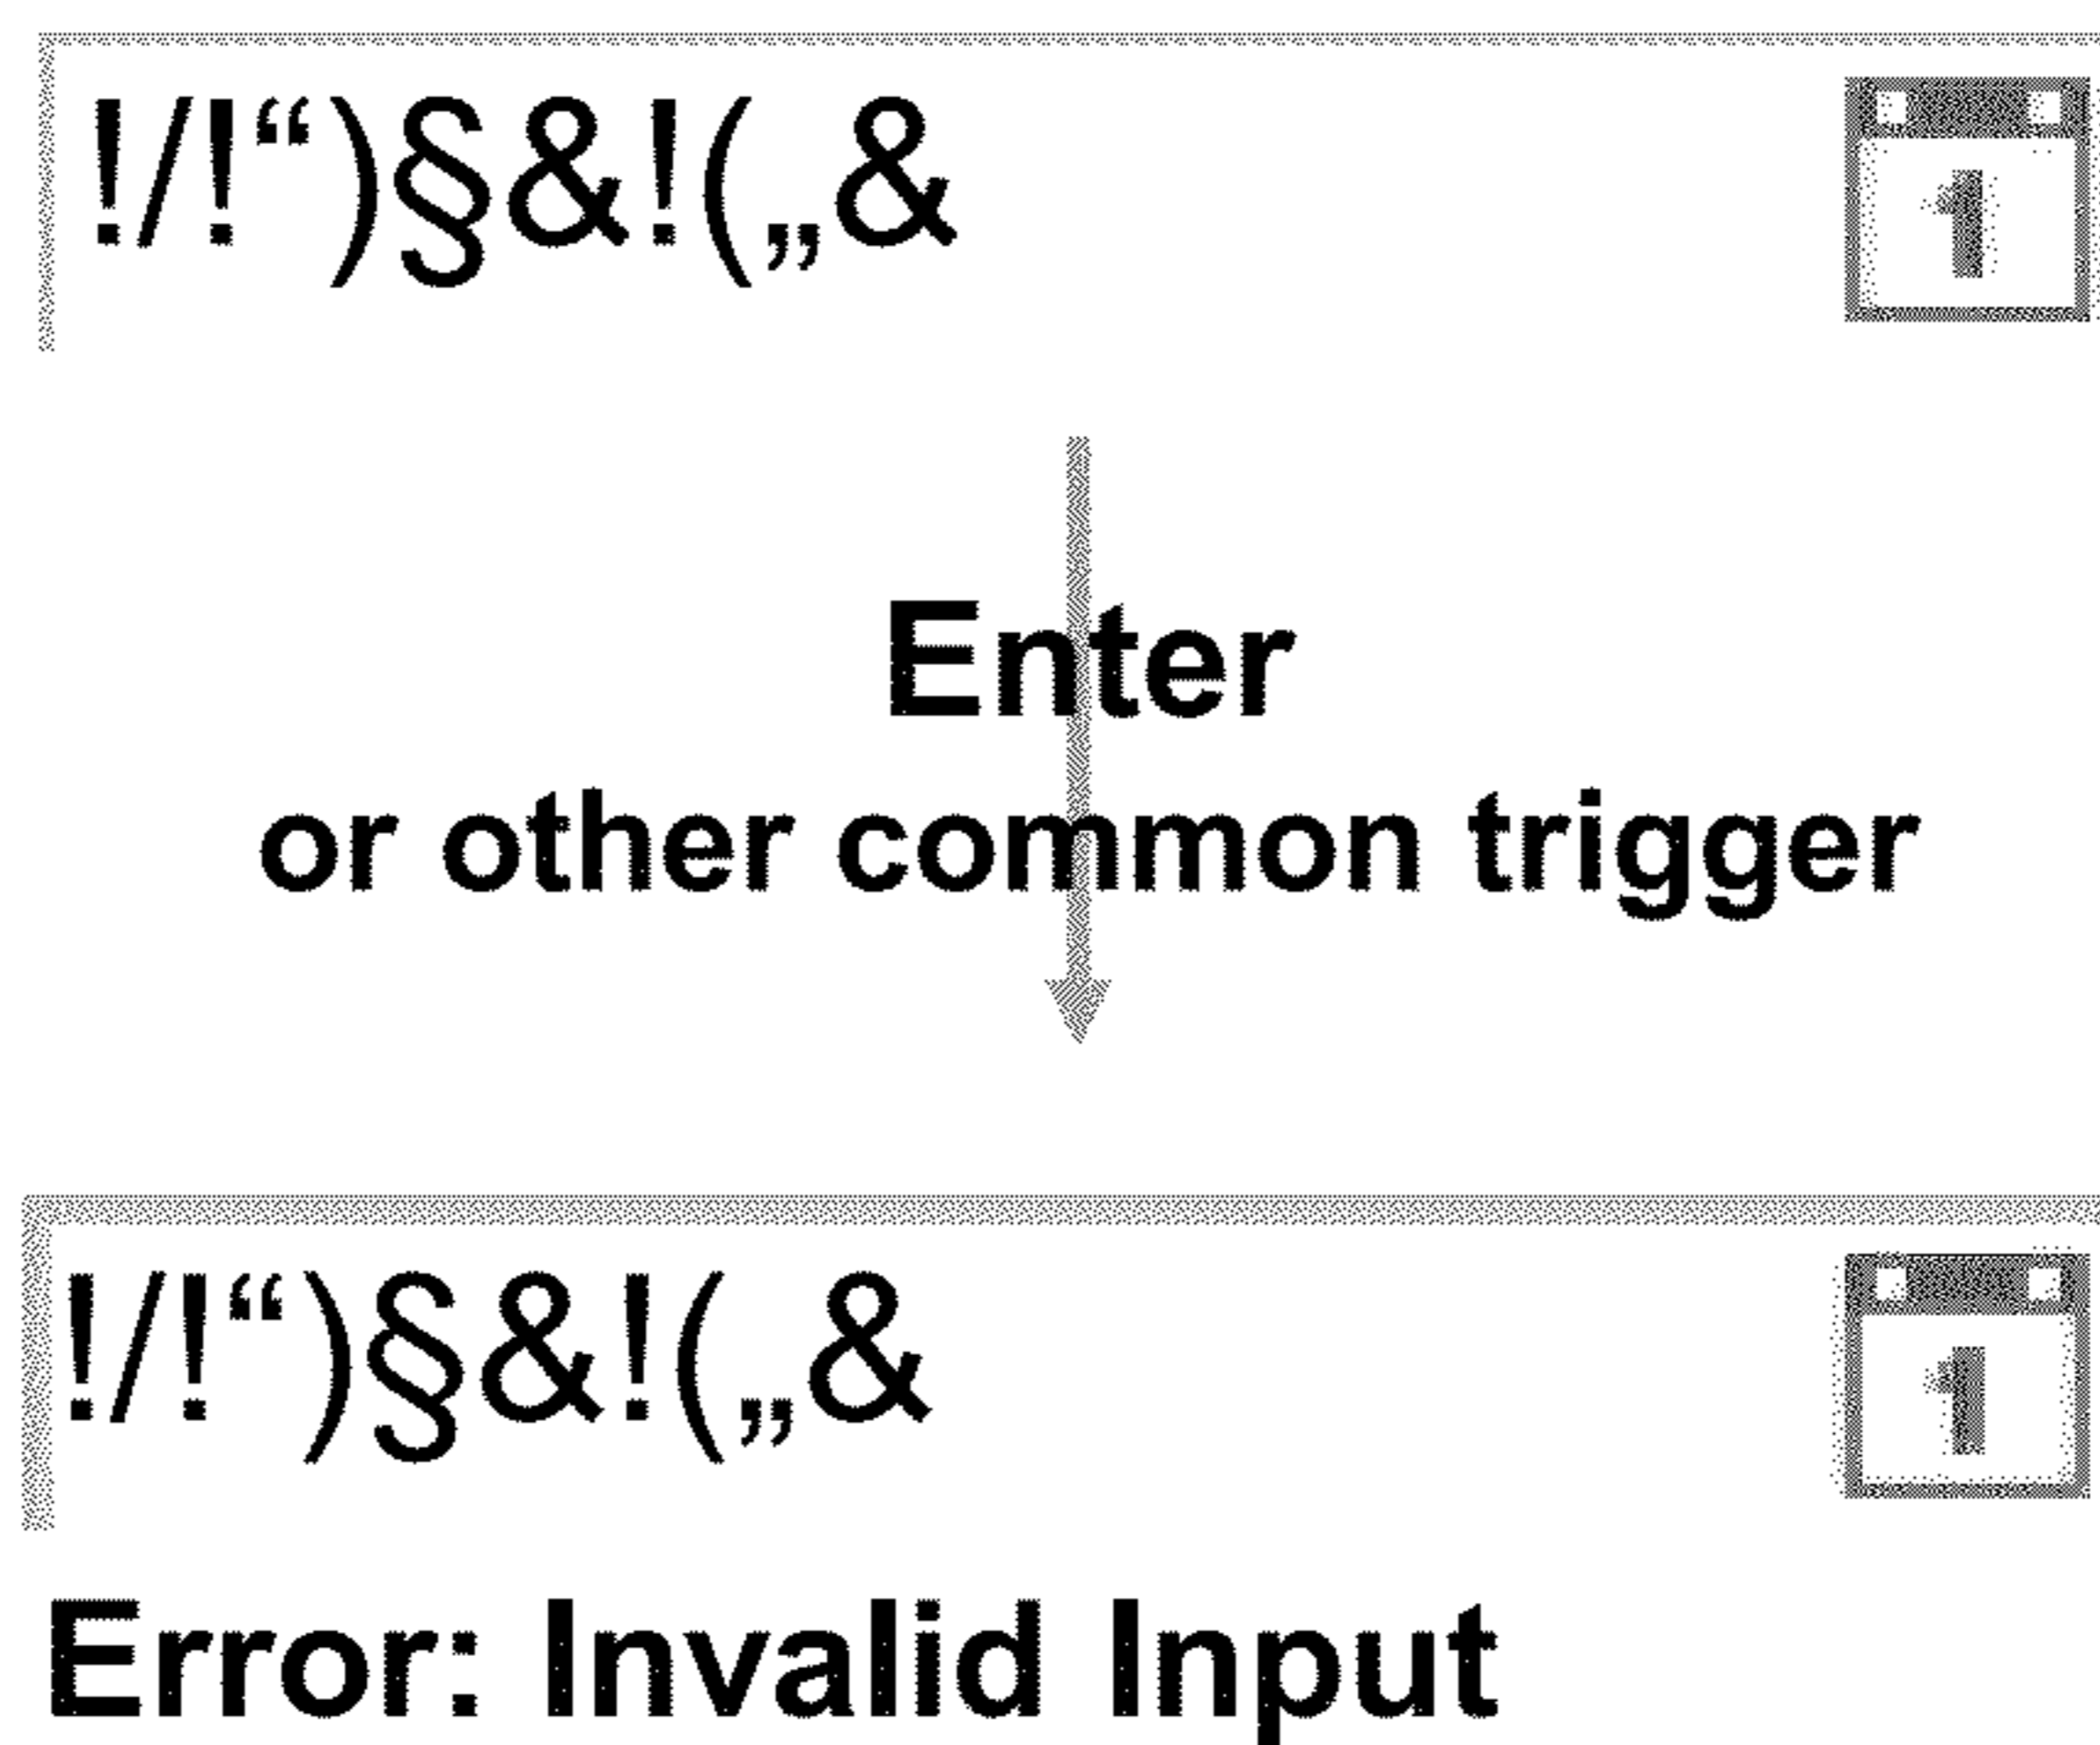 !/!“)§&!(„& 1
Enter
or other common trigger
!/!“)§&!(„& 1
Error: Invalid Input